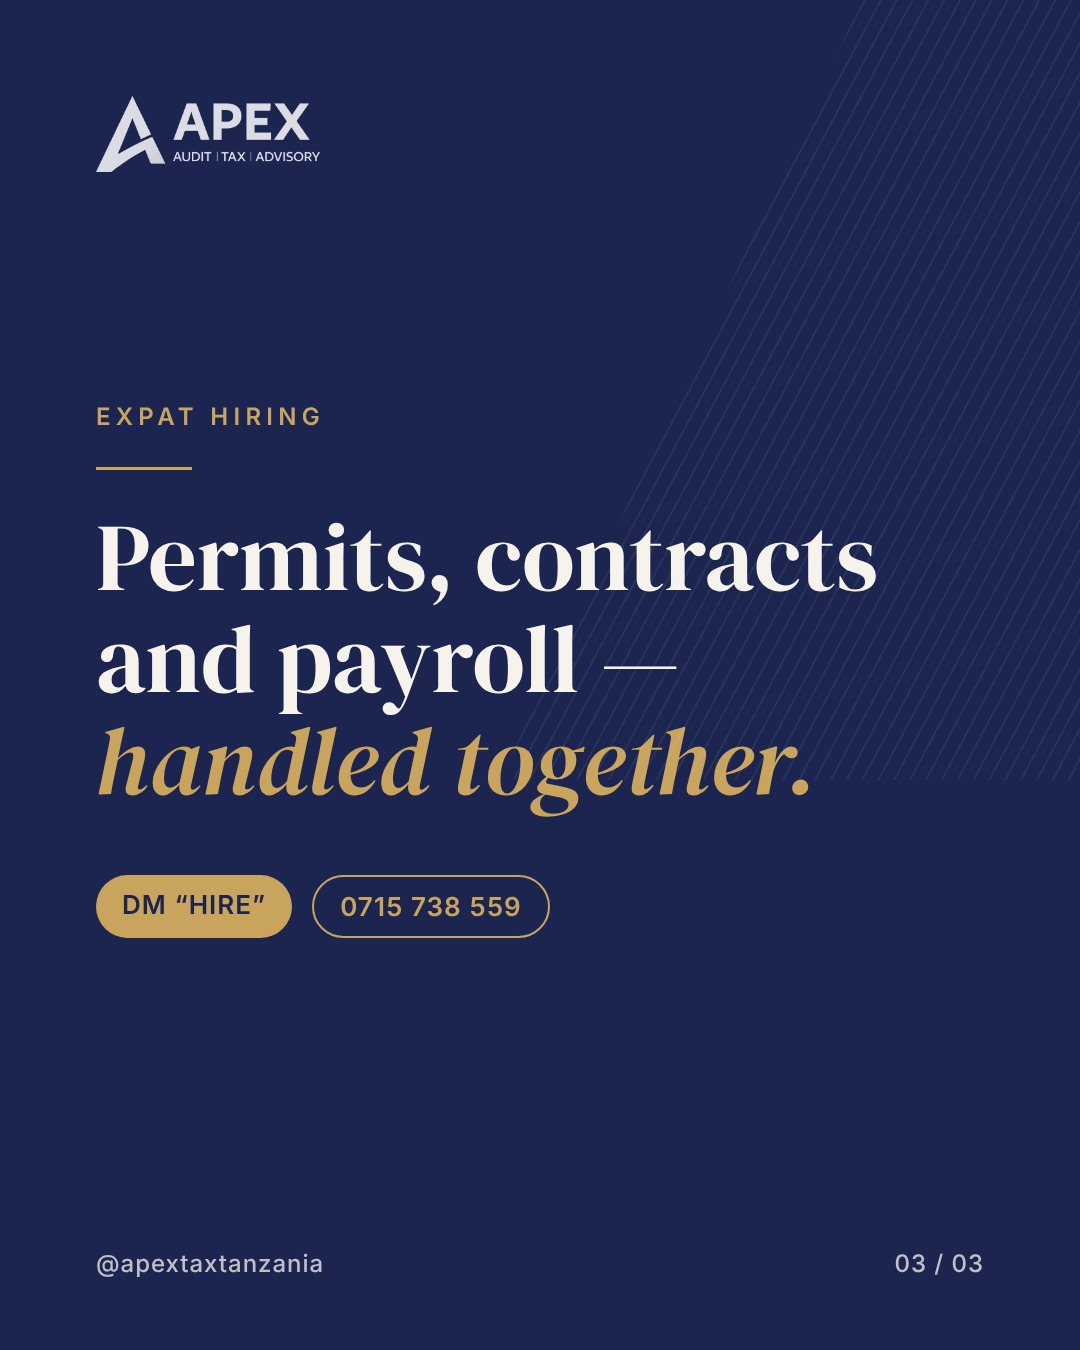 APEX
AUDIT | TAX | ADVISORY
EXPAT HIRING
Permits, contracts
and payroll —
handled together.
DM “HIRE”
0715 738 559
@apextaxtanzania
03 / 03